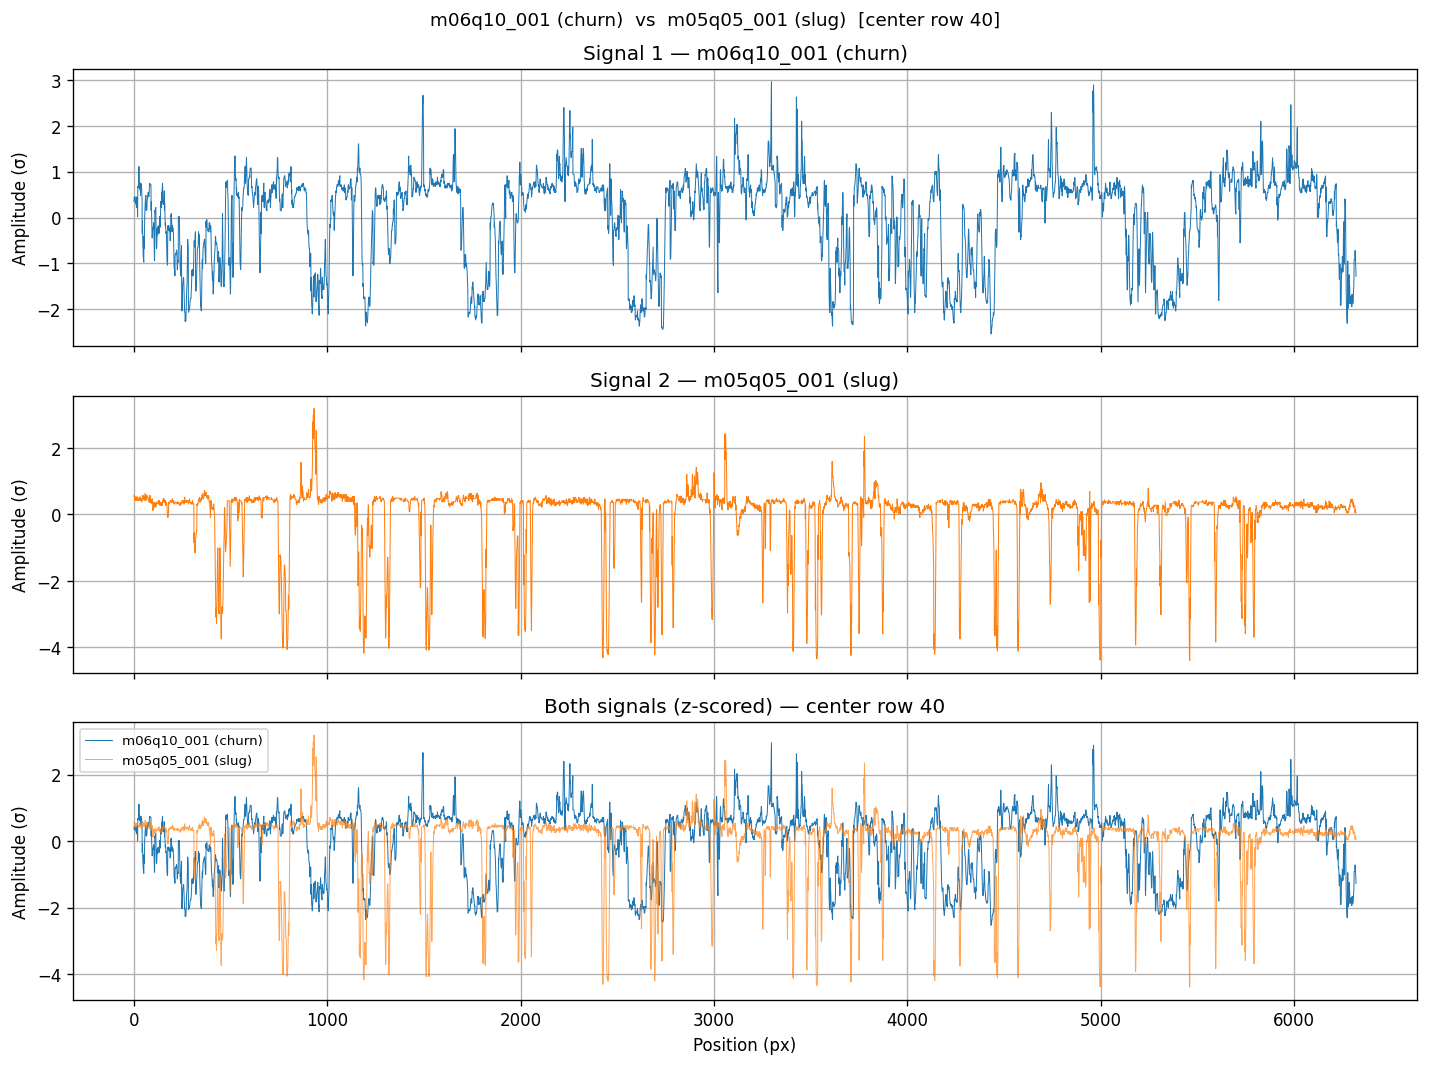 m06q10_001 (churn)  vs  m05q05_001 (slug)  [center row 40]
Signal 1 — m06q10_001 (churn)
Amplitude (σ)
3
2
1
0
−1
−2
Signal 2 — m05q05_001 (slug)
Amplitude (σ)
2
0
−2
−4
Both signals (z-scored) — center row 40
m06q10_001 (churn)
m05q05_001 (slug)
Amplitude (σ)
2
0
−2
−4
0 1000 2000 3000 4000 5000 6000
Position (px)